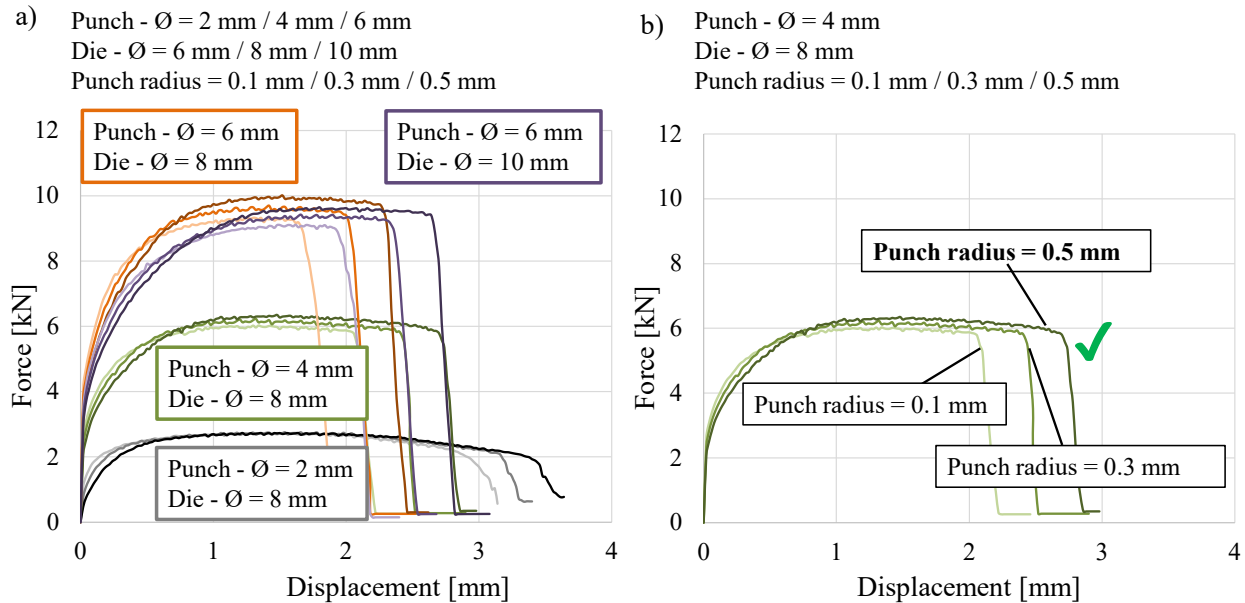 a)
Punch - Ø = 2 mm / 4 mm / 6 mm
Die - Ø = 6 mm / 8 mm / 10 mm
Punch radius = 0.1 mm / 0.3 mm / 0.5 mm
Punch - Ø = 6 mm
Die - Ø = 8 mm
Punch - Ø = 6 mm
Die - Ø = 10 mm
Punch - Ø = 4 mm
Die - Ø = 8 mm
Punch - Ø = 2 mm
Die - Ø = 8 mm
Force [kN]
12
10
8
6
4
2
0
0 1 2 3 4
Displacement [mm]
b)
Punch - Ø = 4 mm
Die - Ø = 8 mm
Punch radius = 0.1 mm / 0.3 mm / 0.5 mm
Punch radius = 0.5 mm
Punch radius = 0.1 mm
Punch radius = 0.3 mm
Force [kN]
12
10
8
6
4
2
0
0 1 2 3 4
Displacement [mm]